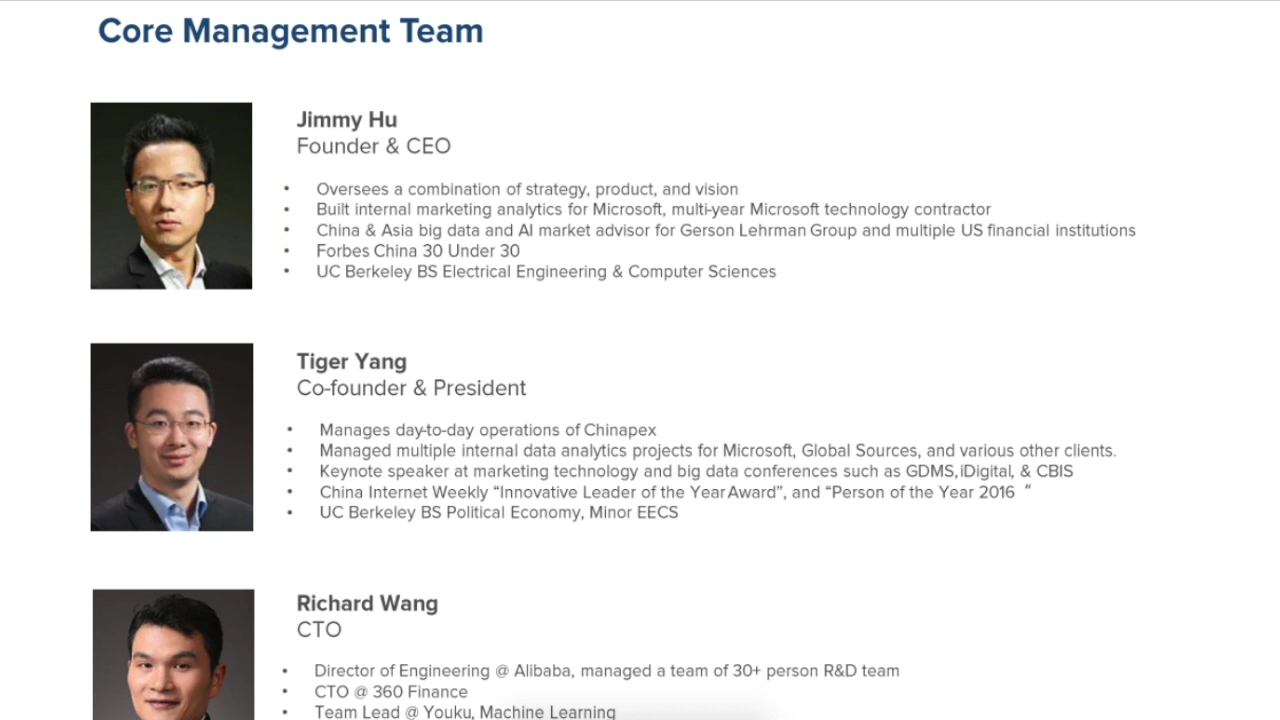 Core Management Team
Jimmy Hu
Founder & CEO
• Oversees a combination of strategy, product, and vision
• Built internal marketing analytics for Microsoft, multi-year Microsoft technology contractor
• China & Asia big data and AI market advisor for Gerson Lehrman Group and multiple US financial institutions
• Forbes China 30 Under 30
• UC Berkeley BS Electrical Engineering & Computer Sciences
Tiger Yang
Co-founder & President
• Manages day-to-day operations of Chinapex
• Managed multiple internal data analytics projects for Microsoft, Global Sources, and various other clients.
• Keynote speaker at marketing technology and big data conferences such as GDMS, iDigital, & CBIS
• China Internet Weekly “Innovative Leader of the Year Award”, and “Person of the Year 2016 “
• UC Berkeley BS Political Economy, Minor EECS
Richard Wang
CTO
• Director of Engineering @ Alibaba, managed a team of 30+ person R&D team
• CTO @ 360 Finance
• Team Lead @ Youku, Machine Learning